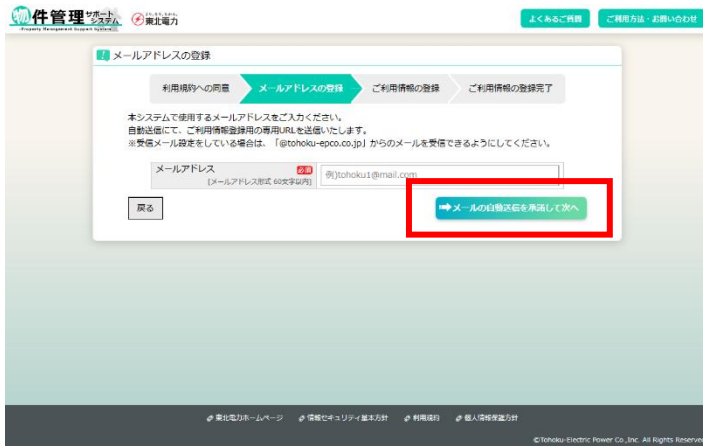 物件管理サポートシステム
Property Management Support System
より、そう、ちから。
東北電力
よくあるご質問
ご利用方法・お問い合わせ
メールアドレスの登録
利用規約への同意
メールアドレスの登録
ご利用情報の登録
ご利用情報の登録完了
本システムで使用するメールアドレスをご入力ください。
自動送信にて、ご利用情報登録用の専用URLを送信いたします。
※受信メール設定をしている場合は、「@tohoku-epco.co.jp」からのメールを受信できるようにしてください。
メールアドレス 必須
[メールアドレス形式 60文字以内]
例)tohoku1@mail.com
戻る
メールの自動送信を承諾して次へ
東北電力ホームページ
情報セキュリティ基本方針
利用規約
個人情報保護方針
©Tohoku-Electric Power Co.,Inc. All Rights Reserved